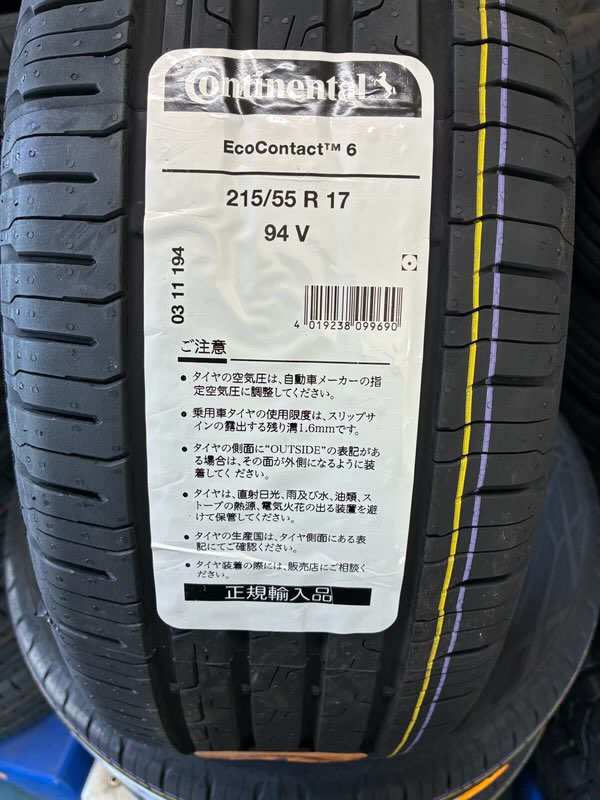 Continental
EcoContact™ 6
215/55 R 17
94 V
03 11 194
4 019238 099690
ご注意
● タイヤの空気圧は、自動車メーカーの指
定空気圧に調整してください。
● 乗用車タイヤの使用限度は、スリップサ
インの露出する残り溝1.6mmです。
● タイヤの側面に“OUTSIDE”の表記があ
る場合は、その面が外側になるように装
着してください。
● タイヤは、直射日光、雨及び水、油類、ス
トーブの熱源、電気火花の出る装置を避
けて保管してください。
● タイヤの生産国は、タイヤ側面にある表
記にてご確認ください。
● タイヤ装着の際には、販売店にご相談く
ださい。
正規輸入品